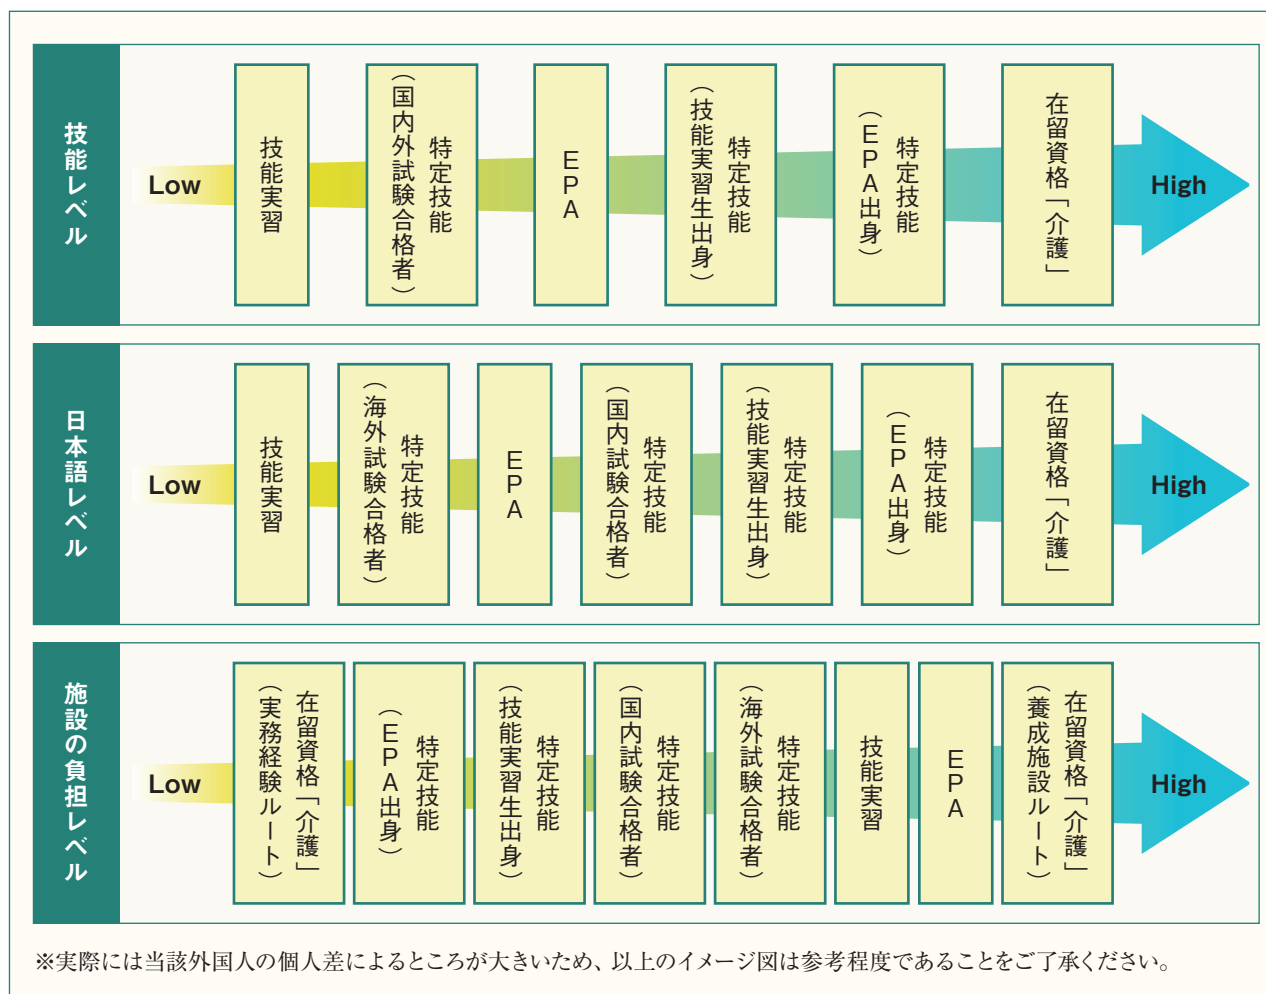 技能レベル
Low
技能実習
特定技能
（国内外試験合格者）
EPA
特定技能
（技能実習生出身）
特定技能
（EPA出身）
在留資格「介護」
High
日本語レベル
Low
技能実習
特定技能
（海外試験合格者）
EPA
特定技能
（国内試験合格者）
特定技能
（技能実習生出身）
特定技能
（EPA出身）
在留資格「介護」
High
施設の負担レベル
Low
在留資格「介護」
（実務経験ルート）
特定技能
（EPA出身）
特定技能
（技能実習生出身）
特定技能
（国内試験合格者）
特定技能
（海外試験合格者）
技能実習
EPA
在留資格「介護」
（養成施設ルート）
High
※実際には当該外国人の個人差によるところが大きいため、以上のイメージ図は参考程度であることをご了承ください。